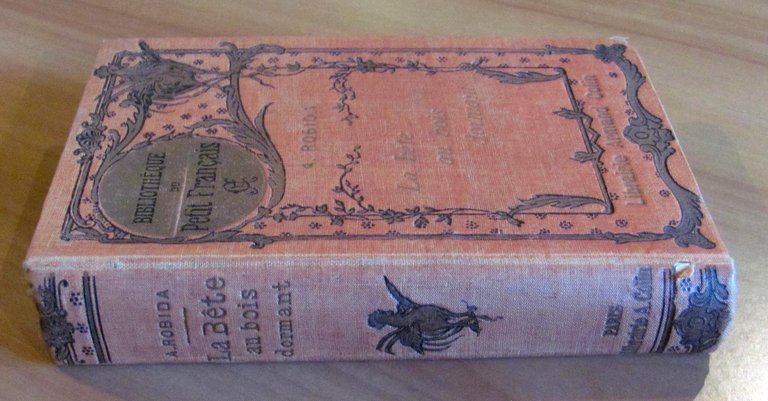 BIBLIOTHÈQUE
DU
Petit Français
A. ROBIDA
La Bête
au bois
dormant
Librairie Armand Colin
A. ROBIDA
La Bête
au bois
dormant
PARIS
A. Colin